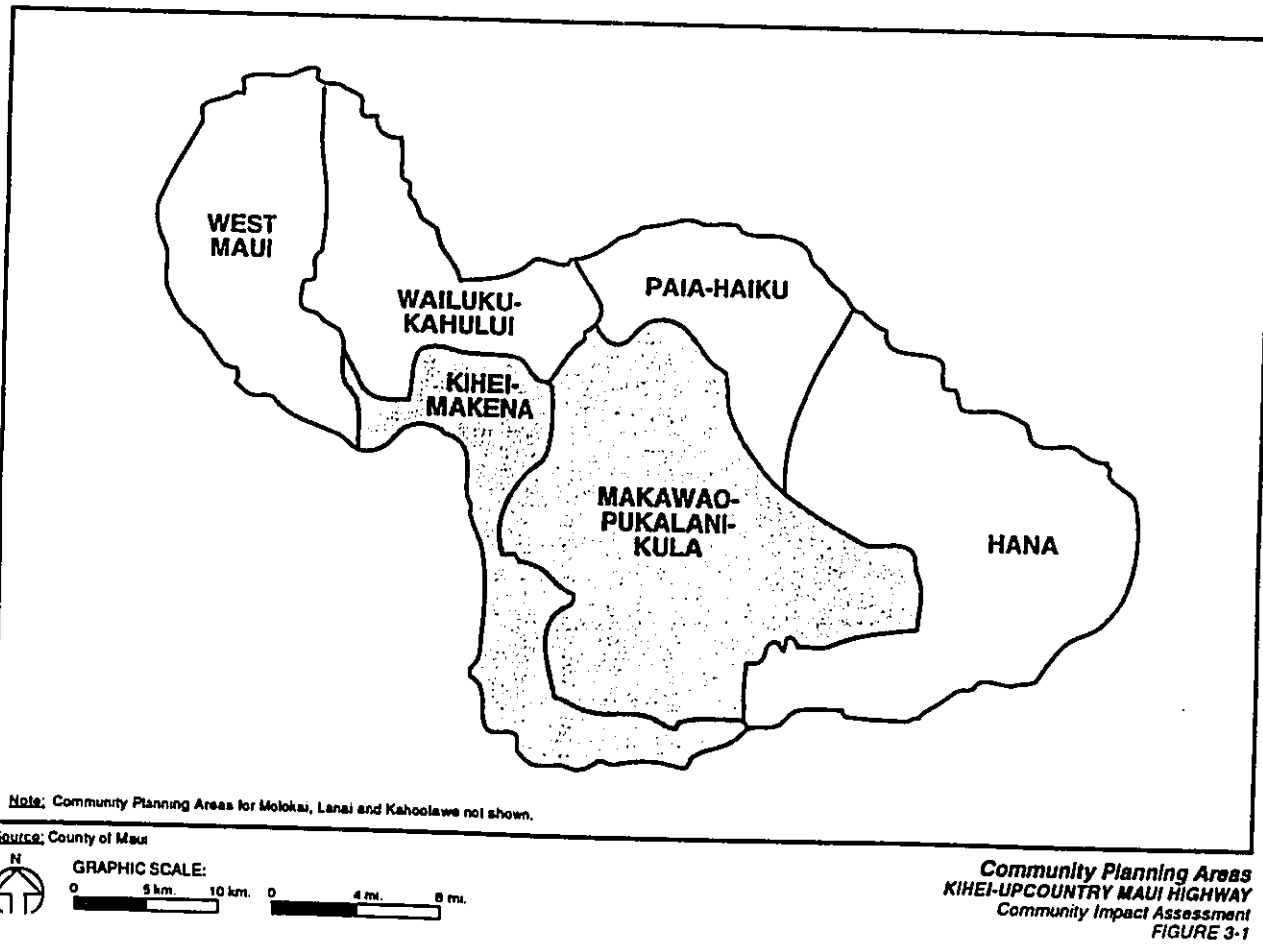 WEST
MAUI
WAILUKU-
KAHULUI
PAIA-HAIKU
KIHEI-
MAKENA
MAKAWAO-
PUKALANI-
KULA
HANA
Note: Community Planning Areas for Molokai, Lanai and Kahoolawe not shown.
Source: County of Maui
N
GRAPHIC SCALE:
0 5 km. 10 km. 0 4 mi. 8 mi.
Community Planning Areas
KIHEI-UPCOUNTRY MAUI HIGHWAY
Community Impact Assessment
FIGURE 3-1